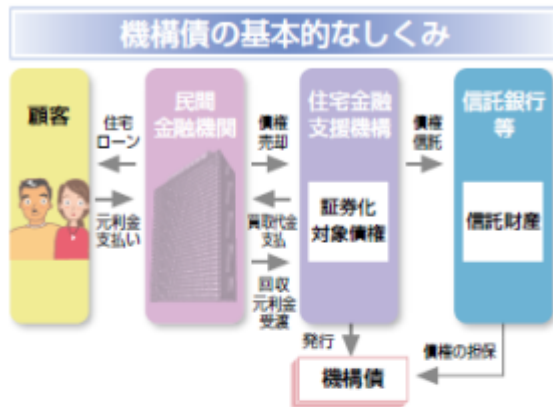 機構債の基本的なしくみ
顧客
住宅
ローン
元利金
支払い
民間
金融機関
債権
売却
買取代金
支払
回収
元利金
受渡
住宅金融
支援機構
証券化
対象債権
債権
信託
信託銀行
等
信託財産
発行
機構債
債権の担保